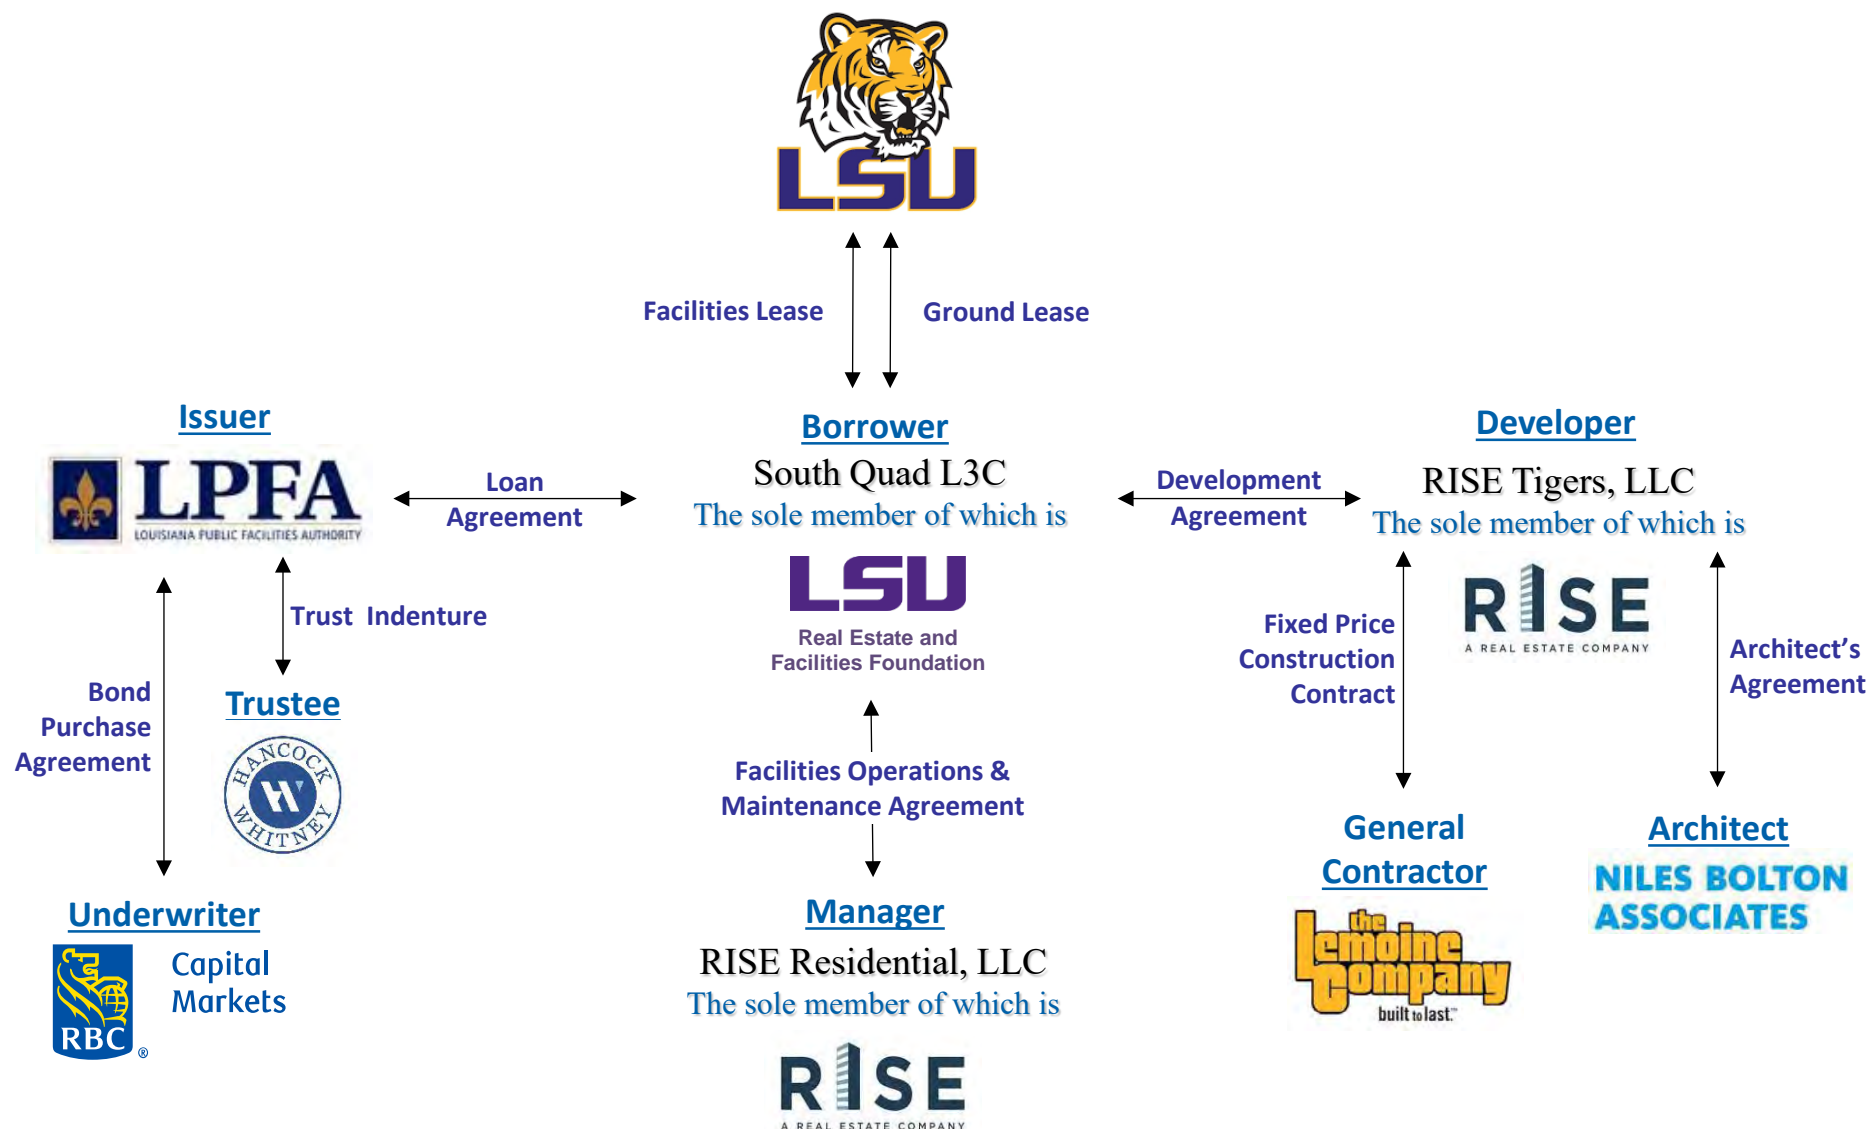 LSU
Facilities Lease
Ground Lease
Issuer
LPFA
LOUISIANA PUBLIC FACILITIES AUTHORITY
Loan
Agreement
Borrower
South Quad L3C
The sole member of which is
LSU
Real Estate and
Facilities Foundation
Development
Agreement
Developer
RISE Tigers, LLC
The sole member of which is
RISE
A REAL ESTATE COMPANY
Trust Indenture
Bond
Purchase
Agreement
Trustee
HANCOCK
WHITNEY
Fixed Price
Construction
Contract
Architect’s
Agreement
Facilities Operations &
Maintenance Agreement
Underwriter
RBC
®
Capital
Markets
Manager
RISE Residential, LLC
The sole member of which is
RISE
A REAL ESTATE COMPANY
General
Contractor
the
Lemoine
Company
built to last.™
Architect
NILES BOLTON
ASSOCIATES